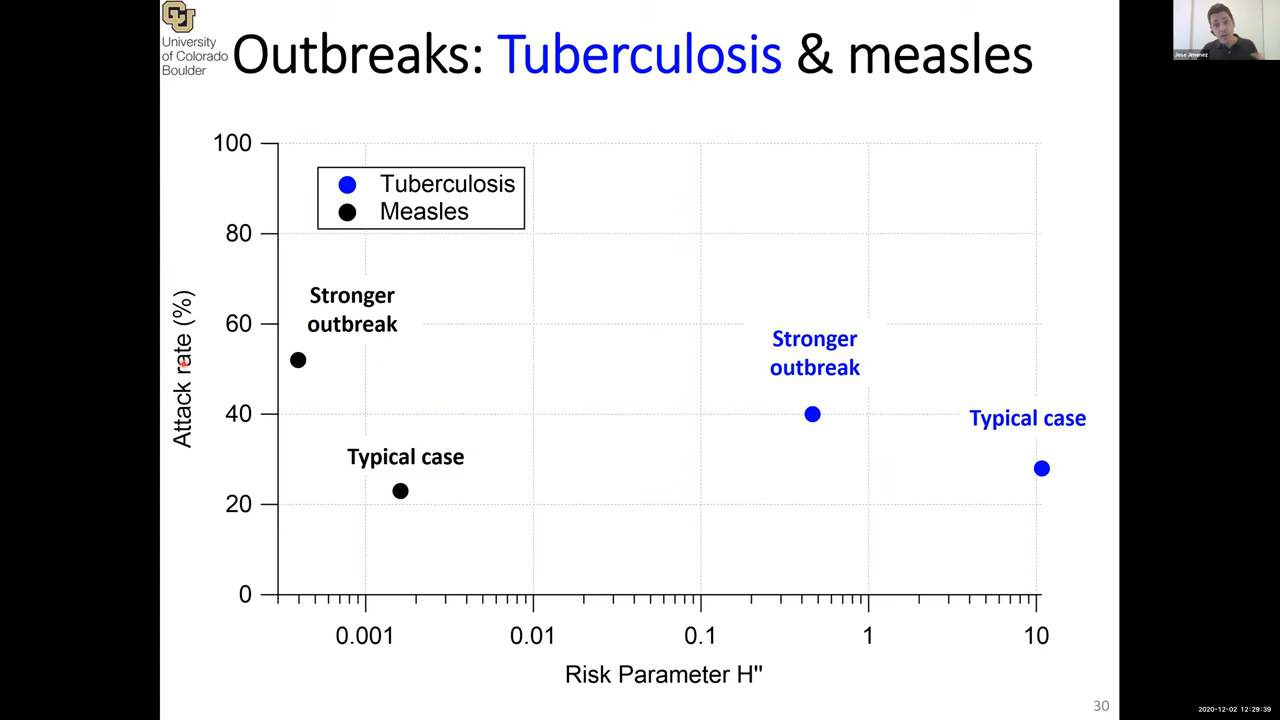 University
of Colorado
Boulder
Outbreaks: Tuberculosis & measles
Jose Jimenez
100
80
60
40
20
0
Attack rate (%)
Tuberculosis
Measles
Stronger
outbreak
Typical case
Stronger
outbreak
Typical case
0.001
0.01
0.1
1
10
Risk Parameter H"
30
2020-12-02 12:29:39